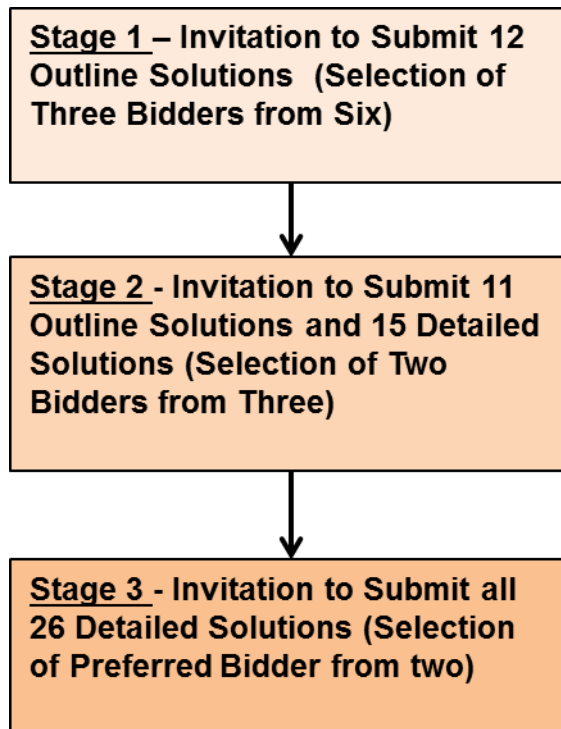 Stage 1 – Invitation to Submit 12
Outline Solutions (Selection of
Three Bidders from Six)
Stage 2 - Invitation to Submit 11
Outline Solutions and 15 Detailed
Solutions (Selection of Two
Bidders from Three)
Stage 3 - Invitation to Submit all
26 Detailed Solutions (Selection
of Preferred Bidder from two)